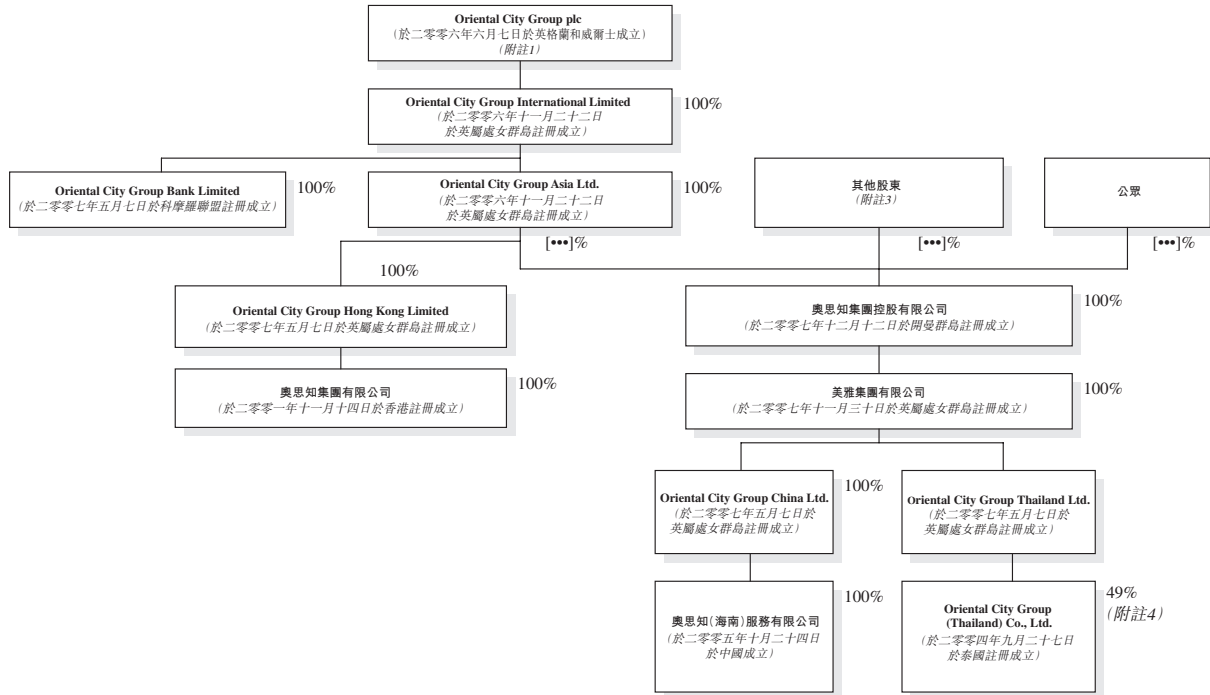 Oriental City Group plc
(於二零零六年六月七日於英格蘭和威爾士成立)
(附註1)
Oriental City Group International Limited
(於二零零六年十一月二十二日
於英屬處女群島註冊成立)
100%
Oriental City Group Bank Limited
(於二零零七年五月七日於科摩羅聯盟註冊成立)
100%
Oriental City Group Asia Ltd.
(於二零零六年十一月二十二日
於英屬處女群島註冊成立)
100%
其他股東
(附註3)
公眾
[•••]%
[•••]%
[•••]%
100%
Oriental City Group Hong Kong Limited
(於二零零七年五月七日於英屬處女群島註冊成立)
奧思知集團控股有限公司
(於二零零七年十二月十二日於開曼群島註冊成立)
100%
奧思知集團有限公司
(於二零零一年十一月十四日於香港註冊成立)
100%
美雅集團有限公司
(於二零零七年十一月三十日於英屬處女群島註冊成立)
100%
Oriental City Group China Ltd.
(於二零零七年五月七日於
英屬處女群島註冊成立)
100%
Oriental City Group Thailand Ltd.
(於二零零七年五月七日於
英屬處女群島註冊成立)
奧思知(海南)服務有限公司
(於二零零五年十月二十四日
於中國成立)
100%
Oriental City Group
(Thailand) Co., Ltd.
(於二零零四年九月二十七日
於泰國註冊成立)
49%
(附註4)